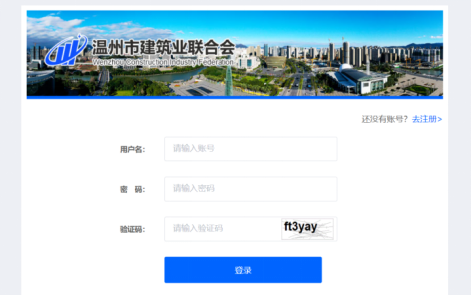 温州市建筑业联合会
Wenzhou Construction Industry Federation
还没有账号？去注册>
用户名：
请输入账号
密 码：
请输入密码
验证码：
请输入验证码
ft3yay
登录